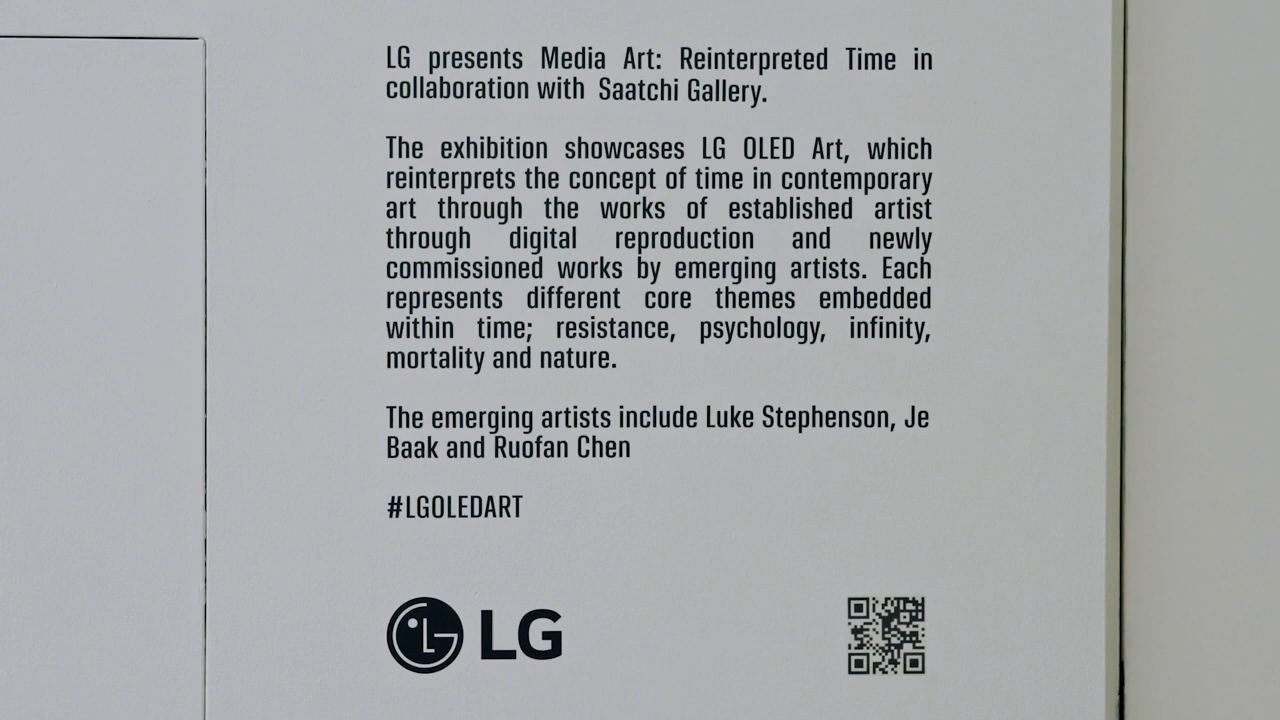 LG presents Media Art: Reinterpreted Time in
collaboration with Saatchi Gallery.
The exhibition showcases LG OLED Art, which
reinterprets the concept of time in contemporary
art through the works of established artist
through digital reproduction and newly
commissioned works by emerging artists. Each
represents different core themes embedded
within time; resistance, psychology, infinity,
mortality and nature.
The emerging artists include Luke Stephenson, Je
Baak and Ruofan Chen
#LGOLEDART
LG